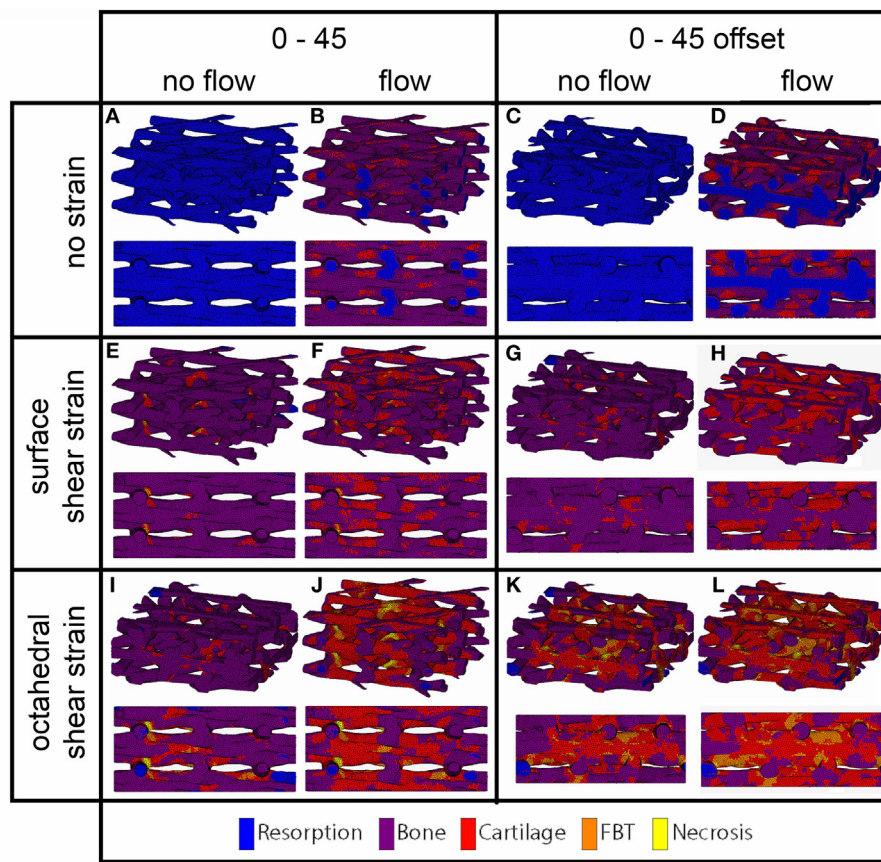 0 - 45
0 - 45 offset
no flow
flow
no flow
flow
no strain
A
B
C
D
surface
shear strain
E
F
G
H
octahedral
shear strain
I
J
K
L
Resorption
Bone
Cartilage
FBT
Necrosis